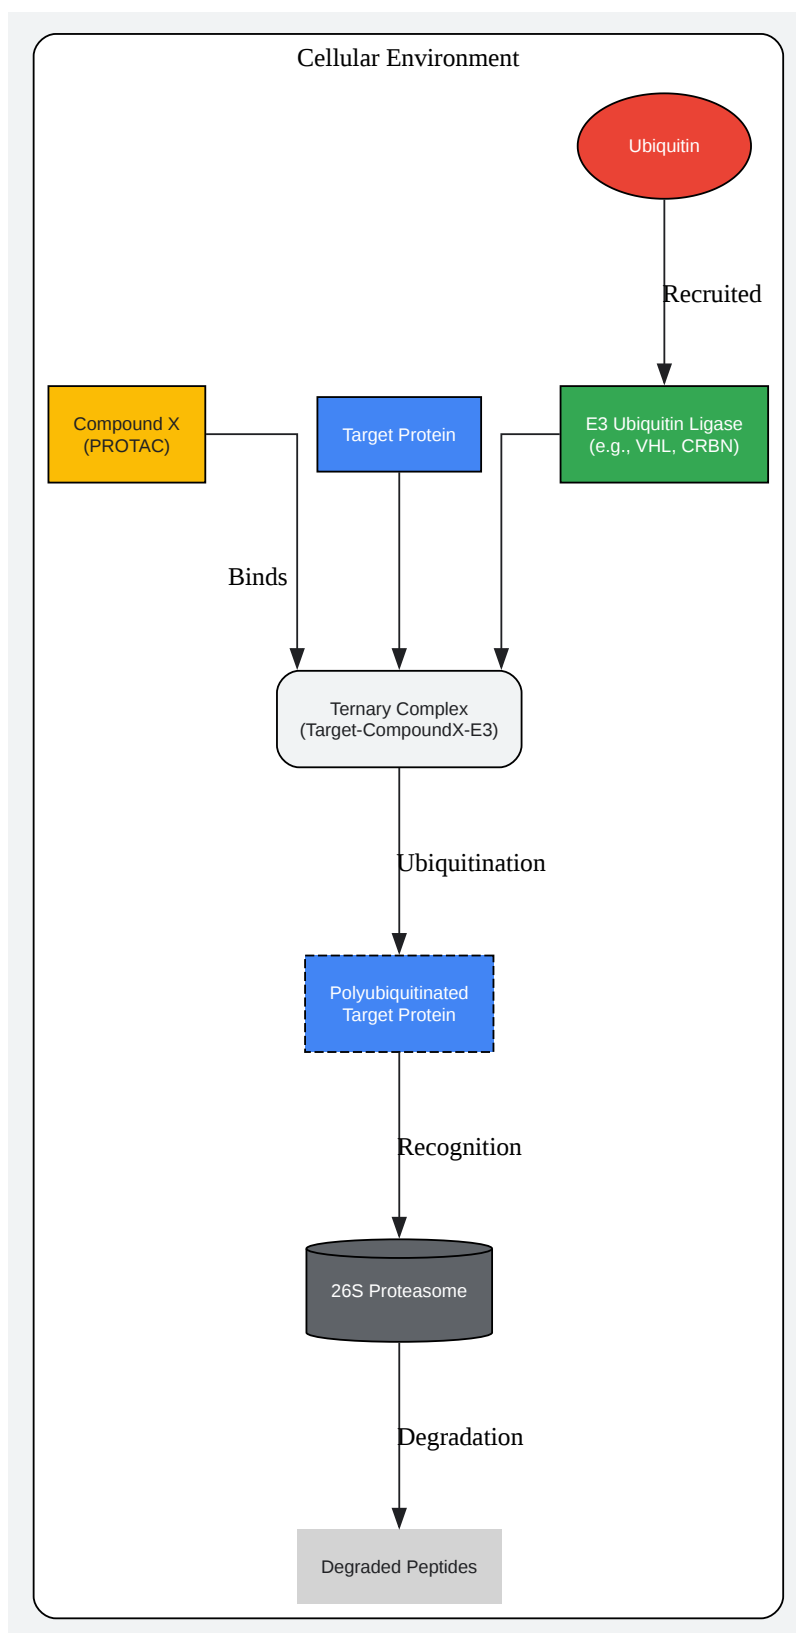 Cellular Environment
Ubiquitin
Recruited
Compound X
(PROTAC)
Target Protein
E3 Ubiquitin Ligase
(e.g., VHL, CRBN)
Binds
Ternary Complex
(Target-CompoundX-E3)
Ubiquitination
Polyubiquitinated
Target Protein
Recognition
26S Proteasome
Degradation
Degraded Peptides